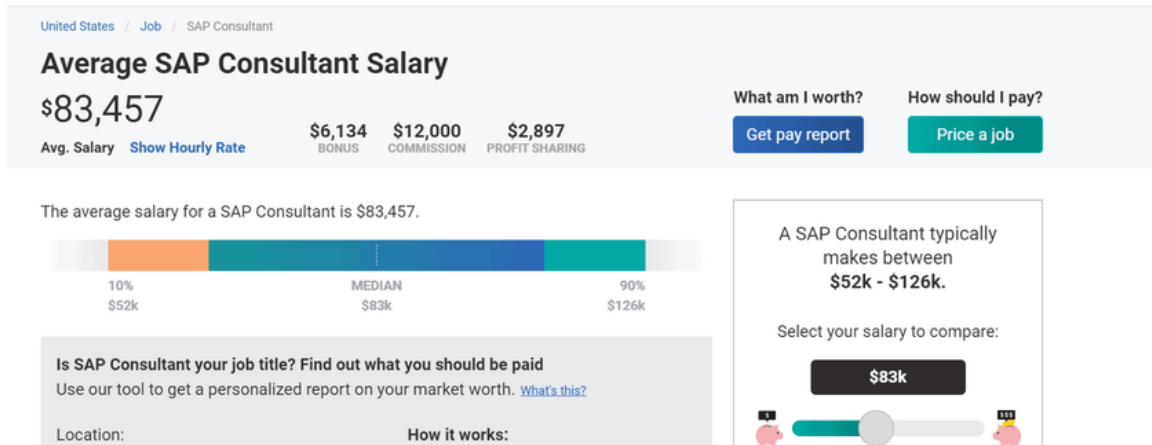 United States / Job / SAP Consultant
Average SAP Consultant Salary
$83,457
Avg. Salary Show Hourly Rate
$6,134 $12,000 $2,897
BONUS COMMISSION PROFIT SHARING
What am I worth? How should I pay?
Get pay report Price a job
The average salary for a SAP Consultant is $83,457.
10% MEDIAN 90%
$52k $83k $126k
Is SAP Consultant your job title? Find out what you should be paid
Use our tool to get a personalized report on your market worth. What's this?
Location: How it works:
A SAP Consultant typically
makes between
$52k - $126k.
Select your salary to compare:
$83k
$ $$$